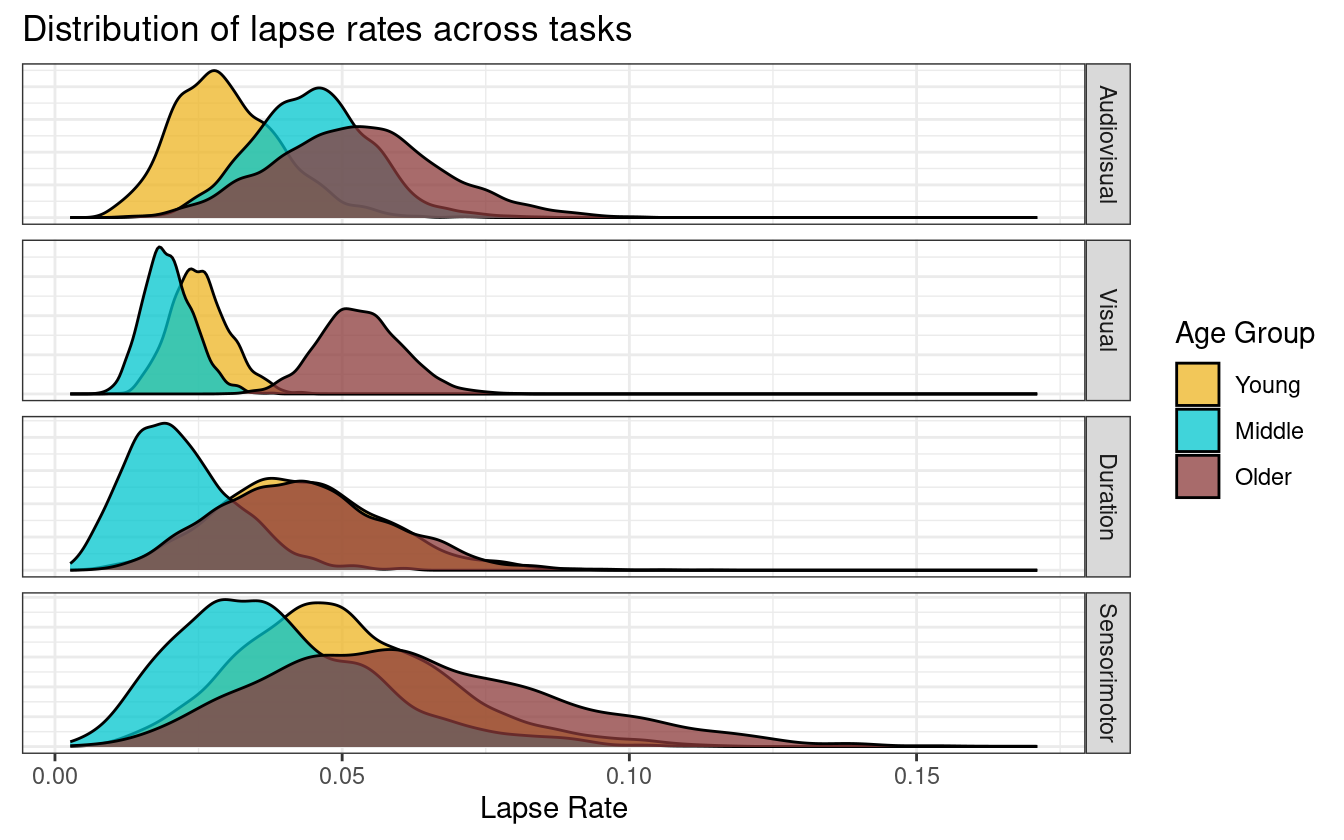 Distribution of lapse rates across tasks
Audiovisual
Visual
Duration
Sensorimotor
0.00 0.05 0.10 0.15
Lapse Rate
Age Group
Young
Middle
Older